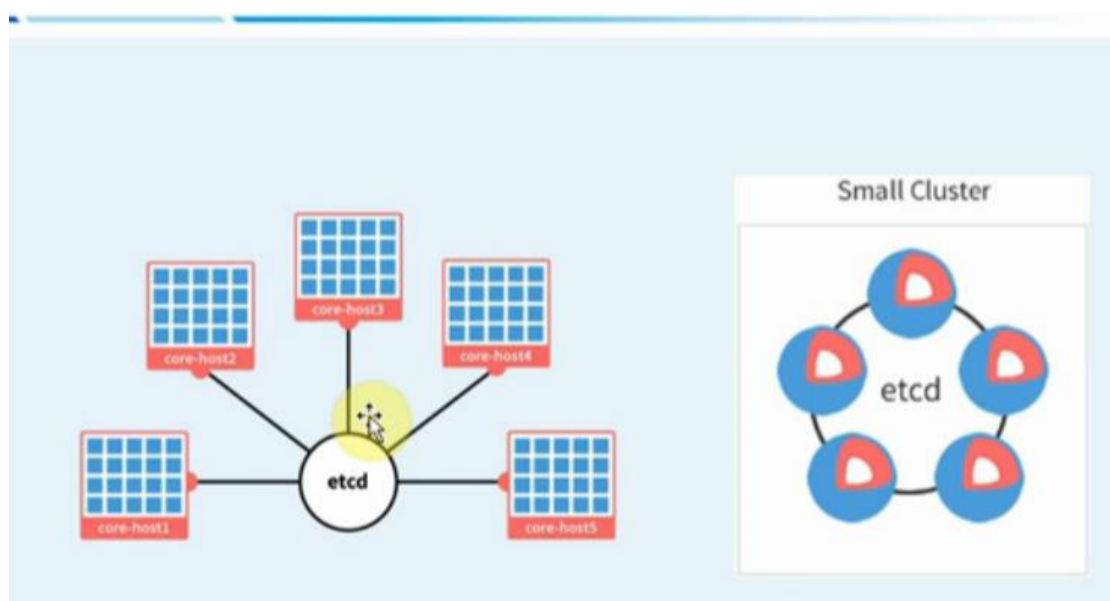 Small Cluster
core-host3
core-host2
core-host4
etcd
etcd
core-host1
core-host5